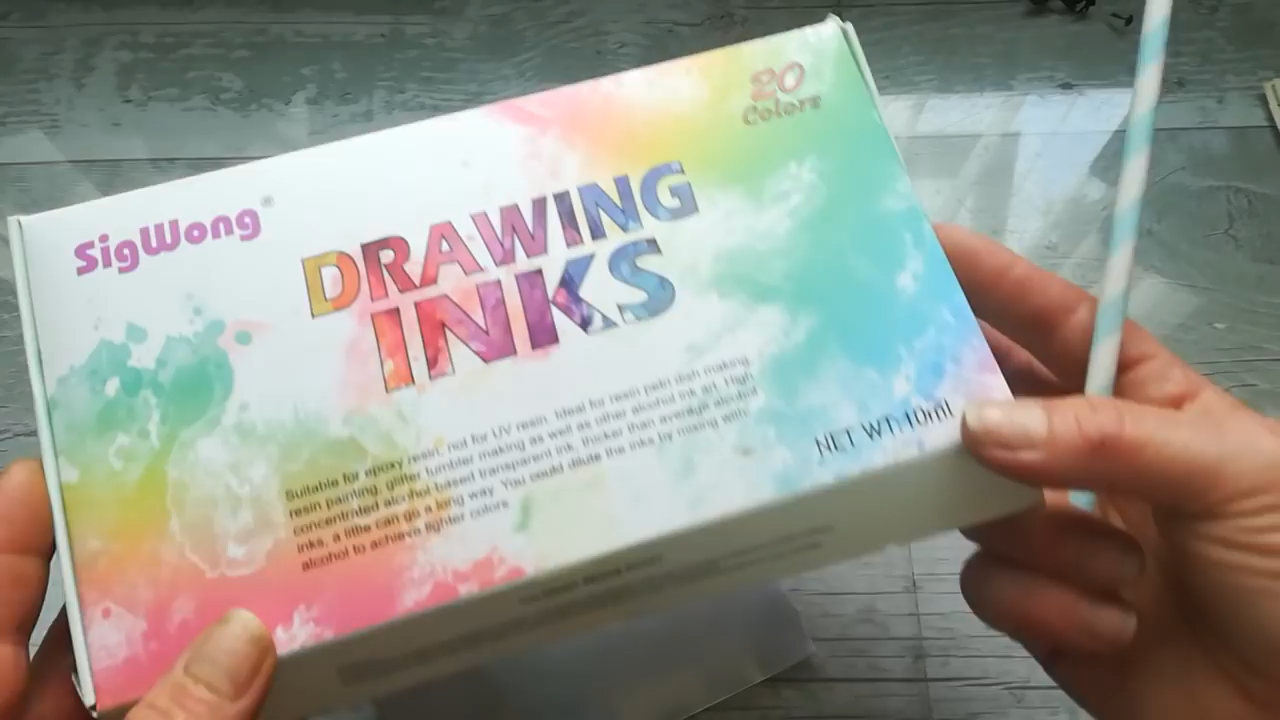 20
Colors
SigWong®
DRAWING
INKS
Suitable for epoxy resin, not for UV resin. Ideal for resin petri dish making,
resin painting, glitter tumbler making as well as other alcohol ink art. High
concentrated alcohol-based transparent ink, thicker than average alcohol
inks, a little can go a long way. You could dilute the inks by mixing with
alcohol to achieve lighter colors.
NET WT:10ml